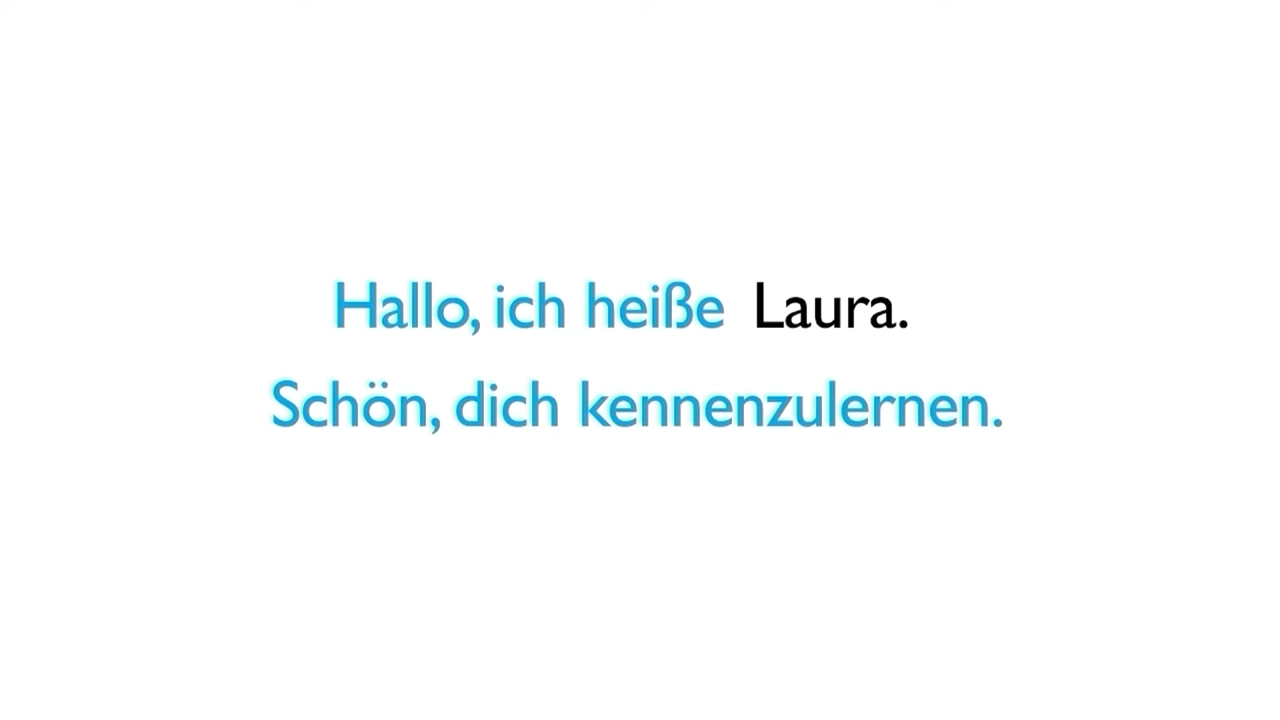 Hallo, ich heiße Laura.
Schön, dich kennenzulernen.